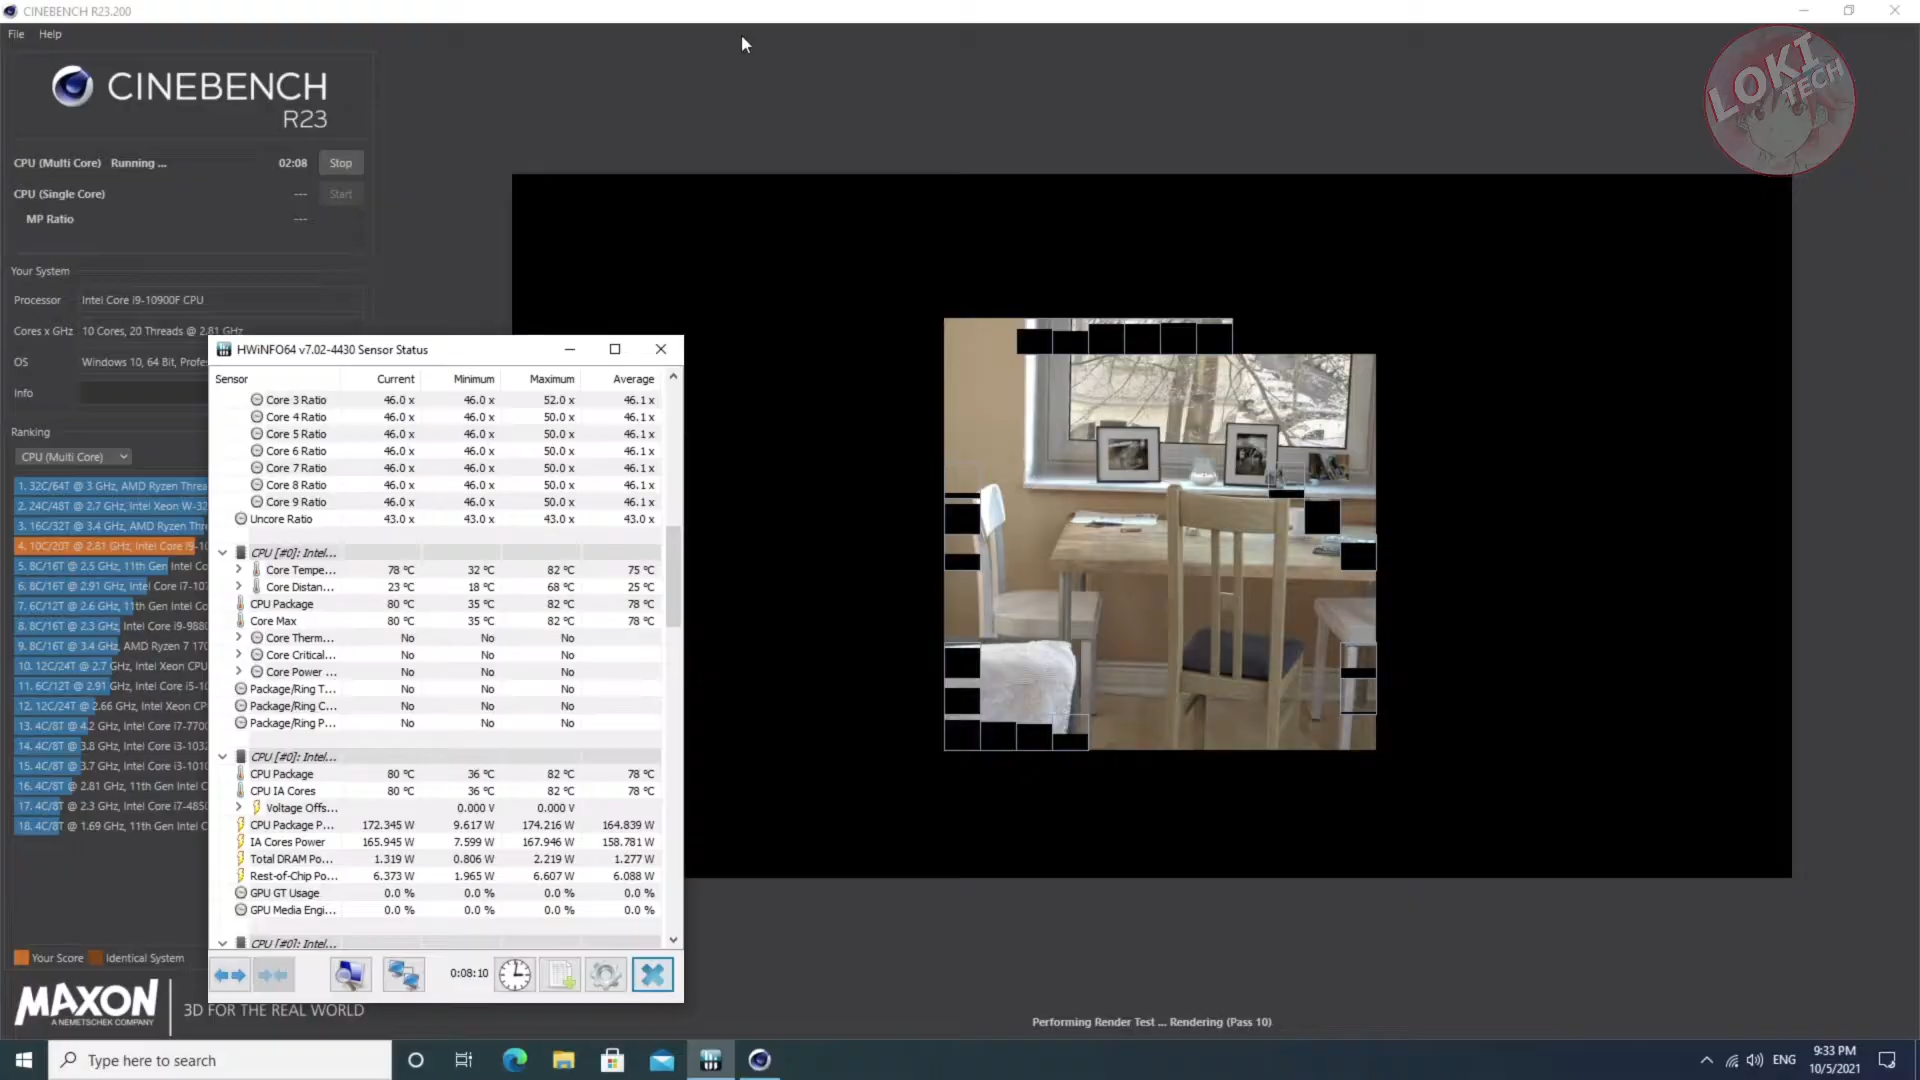 CINEBENCH R23.200
File Help
LOKI
TECH
CINEBENCH
R23
CPU (Multi Core) Running ... 02:08 Stop
CPU (Single Core) --- Start
MP Ratio ---
Your System
Processor Intel Core i9-10900F CPU
Cores x GHz 10 Cores, 20 Threads @ 2.81 GHz
OS Windows 10, 64 Bit, Profes
Info
Ranking
CPU (Multi Core)
1. 32C/64T @ 3 GHz, AMD Ryzen Threa
2. 24C/48T @ 2.7 GHz, Intel Xeon W-32
3. 16C/32T @ 3.4 GHz, AMD Ryzen Thr
4. 10C/20T @ 2.81 GHz, Intel Core i9-10
5. 8C/16T @ 2.5 GHz, 11th Gen Intel Co
6. 8C/16T @ 2.91 GHz, Intel Core i7-107
7. 6C/12T @ 2.6 GHz, 11th Gen Intel Co
8. 8C/16T @ 2.3 GHz, Intel Core i9-9880
9. 8C/16T @ 3.4 GHz, AMD Ryzen 7 170
10. 12C/24T @ 2.7 GHz, Intel Xeon CPU
11. 6C/12T @ 2.91 GHz, Intel Core i5-10
12. 12C/24T @ 2.66 GHz, Intel Xeon CP
13. 4C/8T @ 4.2 GHz, Intel Core i7-7700
14. 4C/8T @ 3.8 GHz, Intel Core i3-1032
15. 4C/8T @ 3.7 GHz, Intel Core i3-1010
16. 4C/8T @ 2.81 GHz, 11th Gen Intel C
17. 4C/8T @ 2.3 GHz, Intel Core i7-4850
18. 4C/8T @ 1.69 GHz, 11th Gen Intel C
Your Score Identical System
MAXON
A NEMETSCHEK COMPANY
3D FOR THE REAL WORLD
HWiNFO64 v7.02-4430 Sensor Status
Sensor Current Minimum Maximum Average
Core 3 Ratio 46.0 x 46.0 x 52.0 x 46.1 x
Core 4 Ratio 46.0 x 46.0 x 50.0 x 46.1 x
Core 5 Ratio 46.0 x 46.0 x 50.0 x 46.1 x
Core 6 Ratio 46.0 x 46.0 x 50.0 x 46.1 x
Core 7 Ratio 46.0 x 46.0 x 50.0 x 46.1 x
Core 8 Ratio 46.0 x 46.0 x 50.0 x 46.1 x
Core 9 Ratio 46.0 x 46.0 x 50.0 x 46.1 x
Uncore Ratio 43.0 x 43.0 x 43.0 x 43.0 x
CPU [#0]: Intel...
Core Tempe... 78 °C 32 °C 82 °C 75 °C
Core Distan... 23 °C 18 °C 68 °C 25 °C
CPU Package 80 °C 35 °C 82 °C 78 °C
Core Max 80 °C 35 °C 82 °C 78 °C
Core Therm... No No No
Core Critical... No No No
Core Power ... No No No
Package/Ring T... No No No
Package/Ring C... No No No
Package/Ring P... No No No
CPU [#0]: Intel...
CPU Package 80 °C 36 °C 82 °C 78 °C
CPU IA Cores 80 °C 36 °C 82 °C 78 °C
Voltage Offs... 0.000 V 0.000 V
CPU Package P... 172.345 W 9.617 W 174.216 W 164.839 W
IA Cores Power 165.945 W 7.599 W 167.946 W 158.781 W
Total DRAM Po... 1.319 W 0.806 W 2.219 W 1.277 W
Rest-of-Chip Po... 6.373 W 1.965 W 6.607 W 6.088 W
GPU GT Usage 0.0 % 0.0 % 0.0 % 0.0 %
GPU Media Engi... 0.0 % 0.0 % 0.0 % 0.0 %
CPU [#0]: Intel...
0:08:10
Performing Render Test ... Rendering (Pass 10)
Type here to search
ENG
9:33 PM
10/5/2021